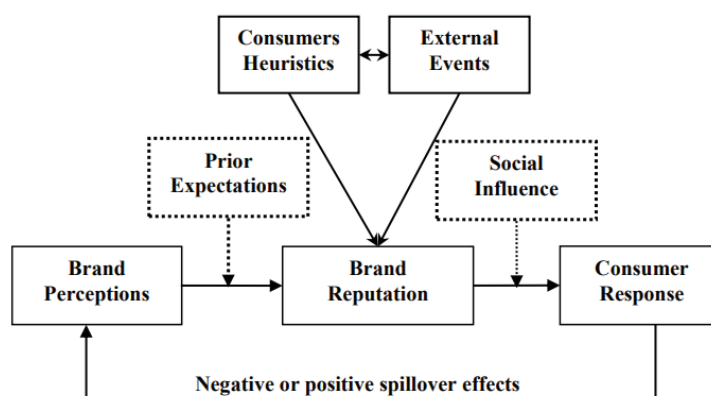 Consumers
Heuristics
External
Events
Prior
Expectations
Social
Influence
Brand
Perceptions
Brand
Reputation
Consumer
Response
Negative or positive spillover effects